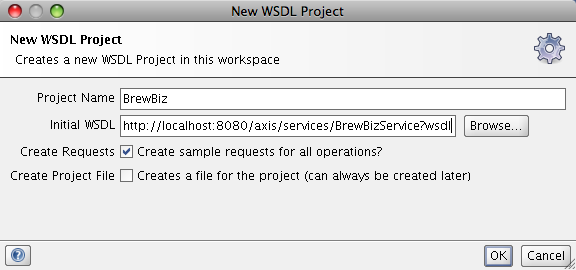 New WSDL Project
New WSDL Project
Creates a new WSDL Project in this workspace
Project Name BrewBiz
Initial WSDL http://localhost:8080/axis/services/BrewBizService?wsdl Browse...
Create Requests Create sample requests for all operations?
Create Project File Creates a file for the project (can always be created later)
? OK Cancel